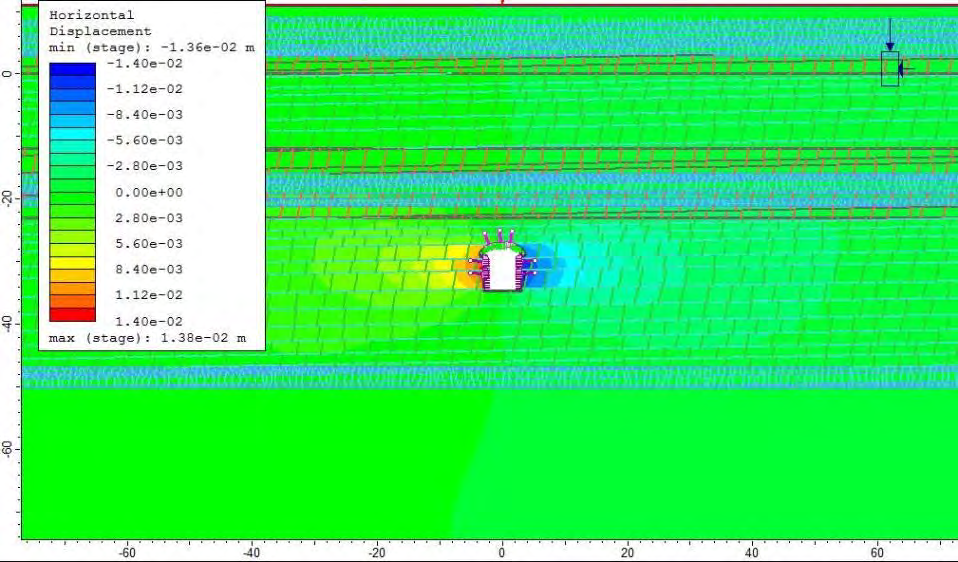 Horizontal
Displacement
min (stage): -1.36e-02 m
-1.40e-02
-1.12e-02
-8.40e-03
-5.60e-03
-2.80e-03
0.00e+00
2.80e-03
5.60e-03
8.40e-03
1.12e-02
1.40e-02
max (stage): 1.38e-02 m
0
-20
-40
-60
-60 -40 -20 0 20 40 60